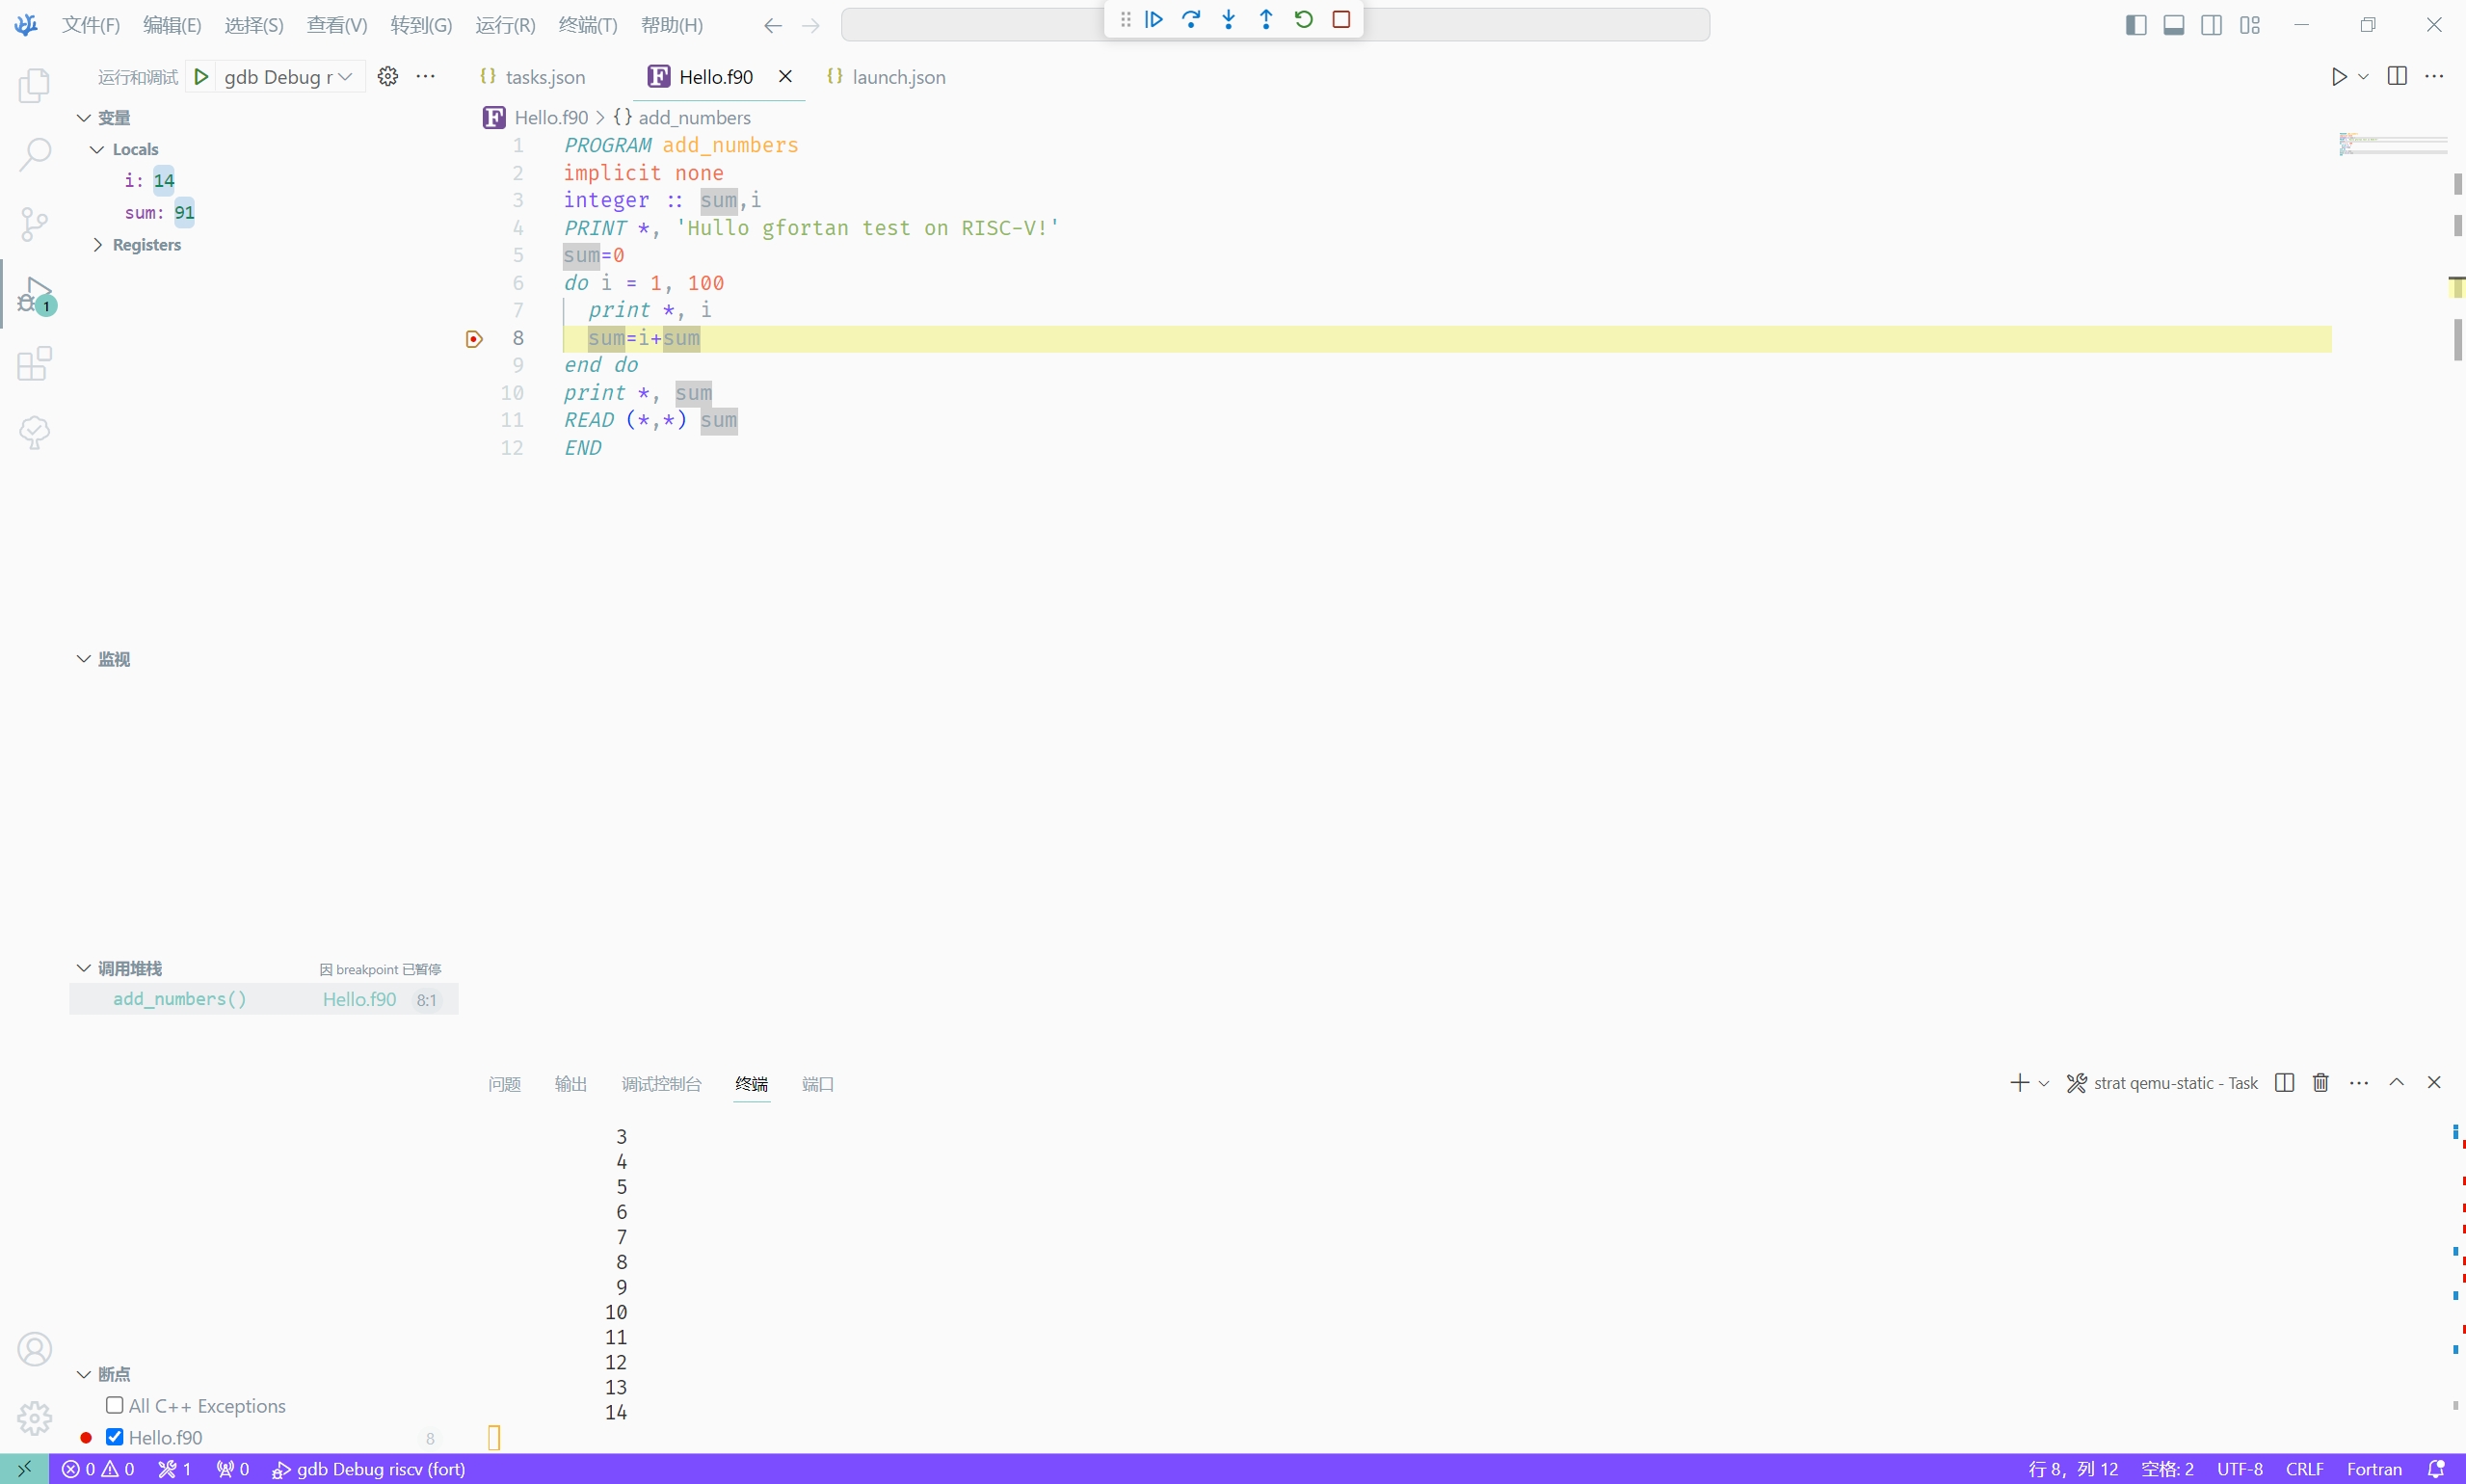 文件(F) 编辑(E) 选择(S) 查看(V) 转到(G) 运行(R) 终端(T) 帮助(H)
运行和调试 gdb Debug r
tasks.json Hello.f90 launch.json
Hello.f90 > {} add_numbers
变量
Locals
i: 14
sum: 91
Registers
1 PROGRAM add_numbers
2 implicit none
3 integer :: sum,i
4 PRINT *, 'Hullo gfortan test on RISC-V!'
5 sum=0
6 do i = 1, 100
7 print *, i
8 sum=i+sum
9 end do
10 print *, sum
11 READ (*,*) sum
12 END
1
监视
调用堆栈 因 breakpoint 已暂停
add_numbers() Hello.f90 8:1
问题 输出 调试控制台 终端 端口
strat qemu-static - Task
3
4
5
6
7
8
9
10
11
12
13
14
断点
All C++ Exceptions
Hello.f90 8
0 0 1 0 gdb Debug riscv (fort)
行 8，列 12 空格: 2 UTF-8 CRLF Fortran